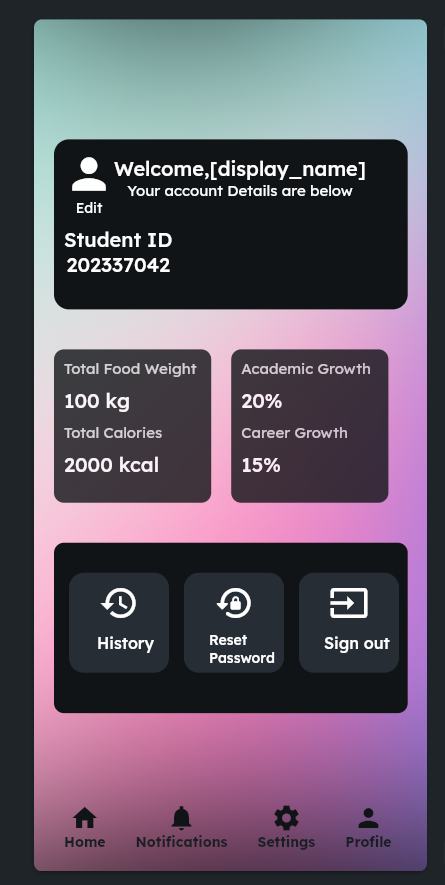 Welcome,[display_name]
Your account Details are below
Edit
Student ID
202337042
Total Food Weight
100 kg
Total Calories
2000 kcal
Academic Growth
20%
Career Growth
15%
History
Reset
Password
Sign out
Home
Notifications
Settings
Profile